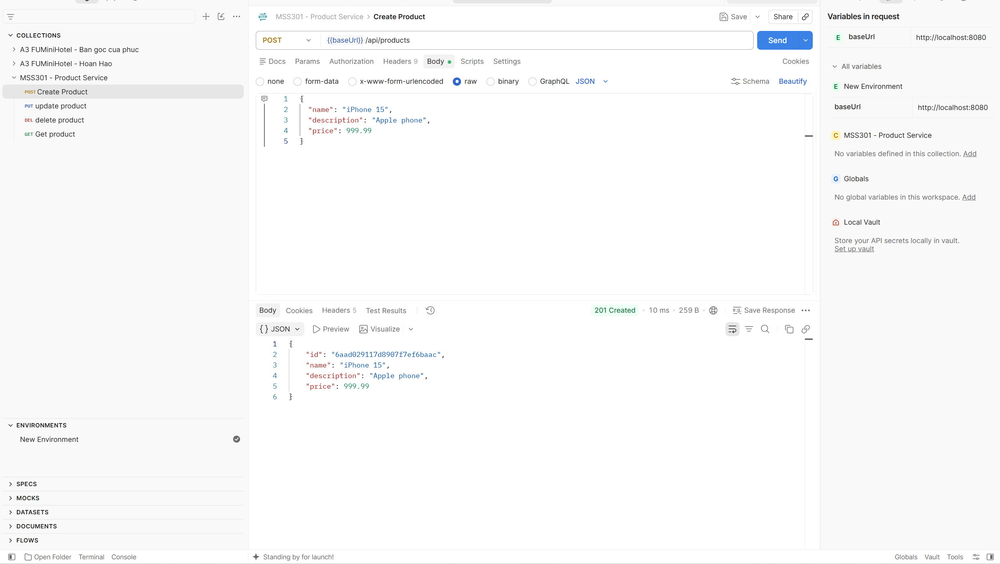 COLLECTIONS
A3 FUMiniHotel - Ban goc cua phuc
A3 FUMiniHotel - Hoan Hao
MSS301 - Product Service
POST Create Product
PUT update product
DEL delete product
GET Get product
ENVIRONMENTS
New Environment
SPECS
MOCKS
DATASETS
DOCUMENTS
FLOWS
HTTP MSS301 - Product Service > Create Product
Save
Share
POST
{{baseUrl}} /api/products
Send
Docs Params Authorization Headers 9 Body Scripts Settings
Cookies
none form-data x-www-form-urlencoded raw binary GraphQL JSON
Schema Beautify
1 {
2 "name": "iPhone 15",
3 "description": "Apple phone",
4 "price": 999.99
5 }
Body Cookies Headers 5 Test Results
201 Created • 10 ms • 259 B •
e.g. Save Response
{} JSON Preview Visualize
1 {
2 "id": "6aad029117d8907f7ef6baac",
3 "name": "iPhone 15",
4 "description": "Apple phone",
5 "price": 999.99
6 }
Variables in request
E baseUrl http://localhost:8080
All variables
E New Environment
baseUrl http://localhost:8080
C MSS301 - Product Service
No variables defined in this collection. Add
G Globals
No global variables in this workspace. Add
Local Vault
Store your API secrets locally in vault.
Set up vault
Open Folder Terminal Console
Standing by for launch!
Globals Vault Tools